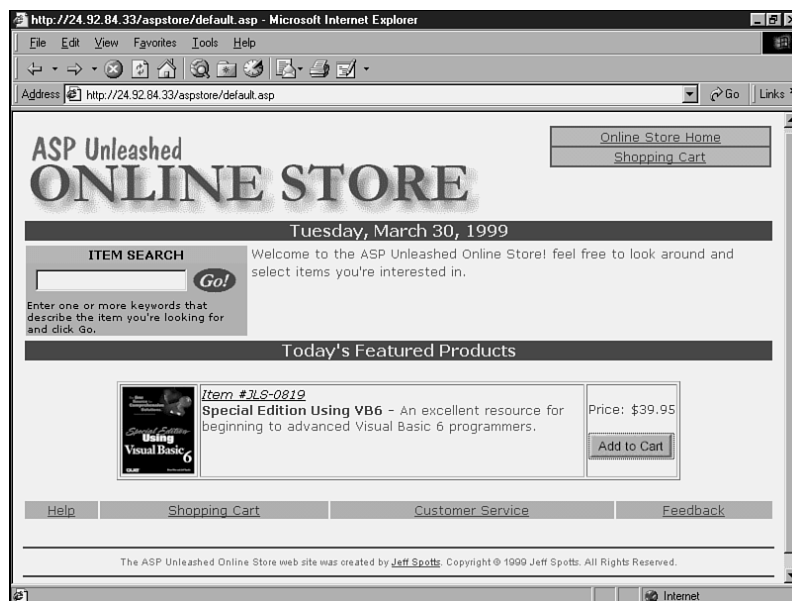 http://24.92.84.33/aspstore/default.asp - Microsoft Internet Explorer
File Edit View Favorites Tools Help
Address http://24.92.84.33/aspstore/default.asp Go Links
ASP Unleashed
ONLINE STORE
Online Store Home
Shopping Cart
Tuesday, March 30, 1999
ITEM SEARCH
Go!
Enter one or more keywords that
describe the item you're looking for
and click Go.
Welcome to the ASP Unleashed Online Store! feel free to look around and
select items you're interested in.
Today's Featured Products
Special Edition
Using
Visual Basic 6
Item #JLS-0819
Special Edition Using VB6 - An excellent resource for
beginning to advanced Visual Basic 6 programmers.
Price: $39.95
Add to Cart
Help Shopping Cart Customer Service Feedback
The ASP Unleashed Online Store web site was created by Jeff Spotts. Copyright © 1999 Jeff Spotts. All Rights Reserved.
Internet